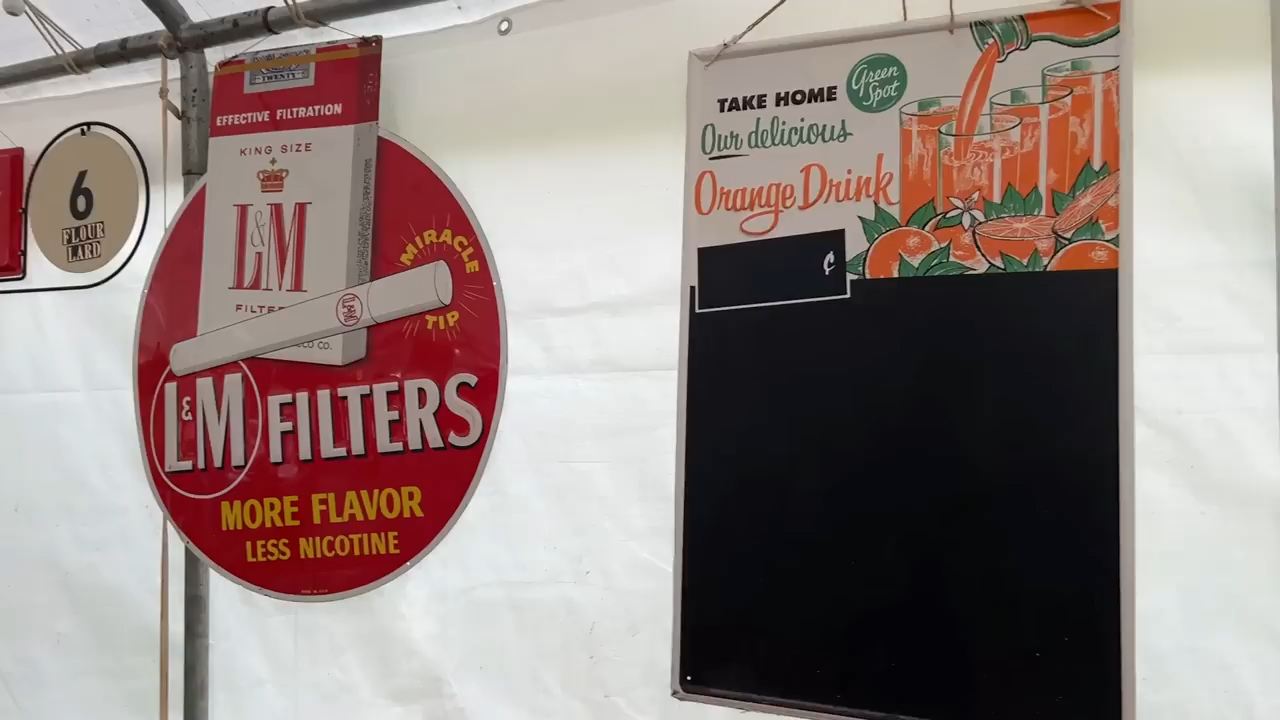 6
FLOUR
LARD
TWENTY
EFFECTIVE FILTRATION
KING SIZE
L&M
MIRACLE
TIP
L&M FILTERS
MORE FLAVOR
LESS NICOTINE
TAKE HOME
Green
Spot
Our delicious
Orange Drink
¢